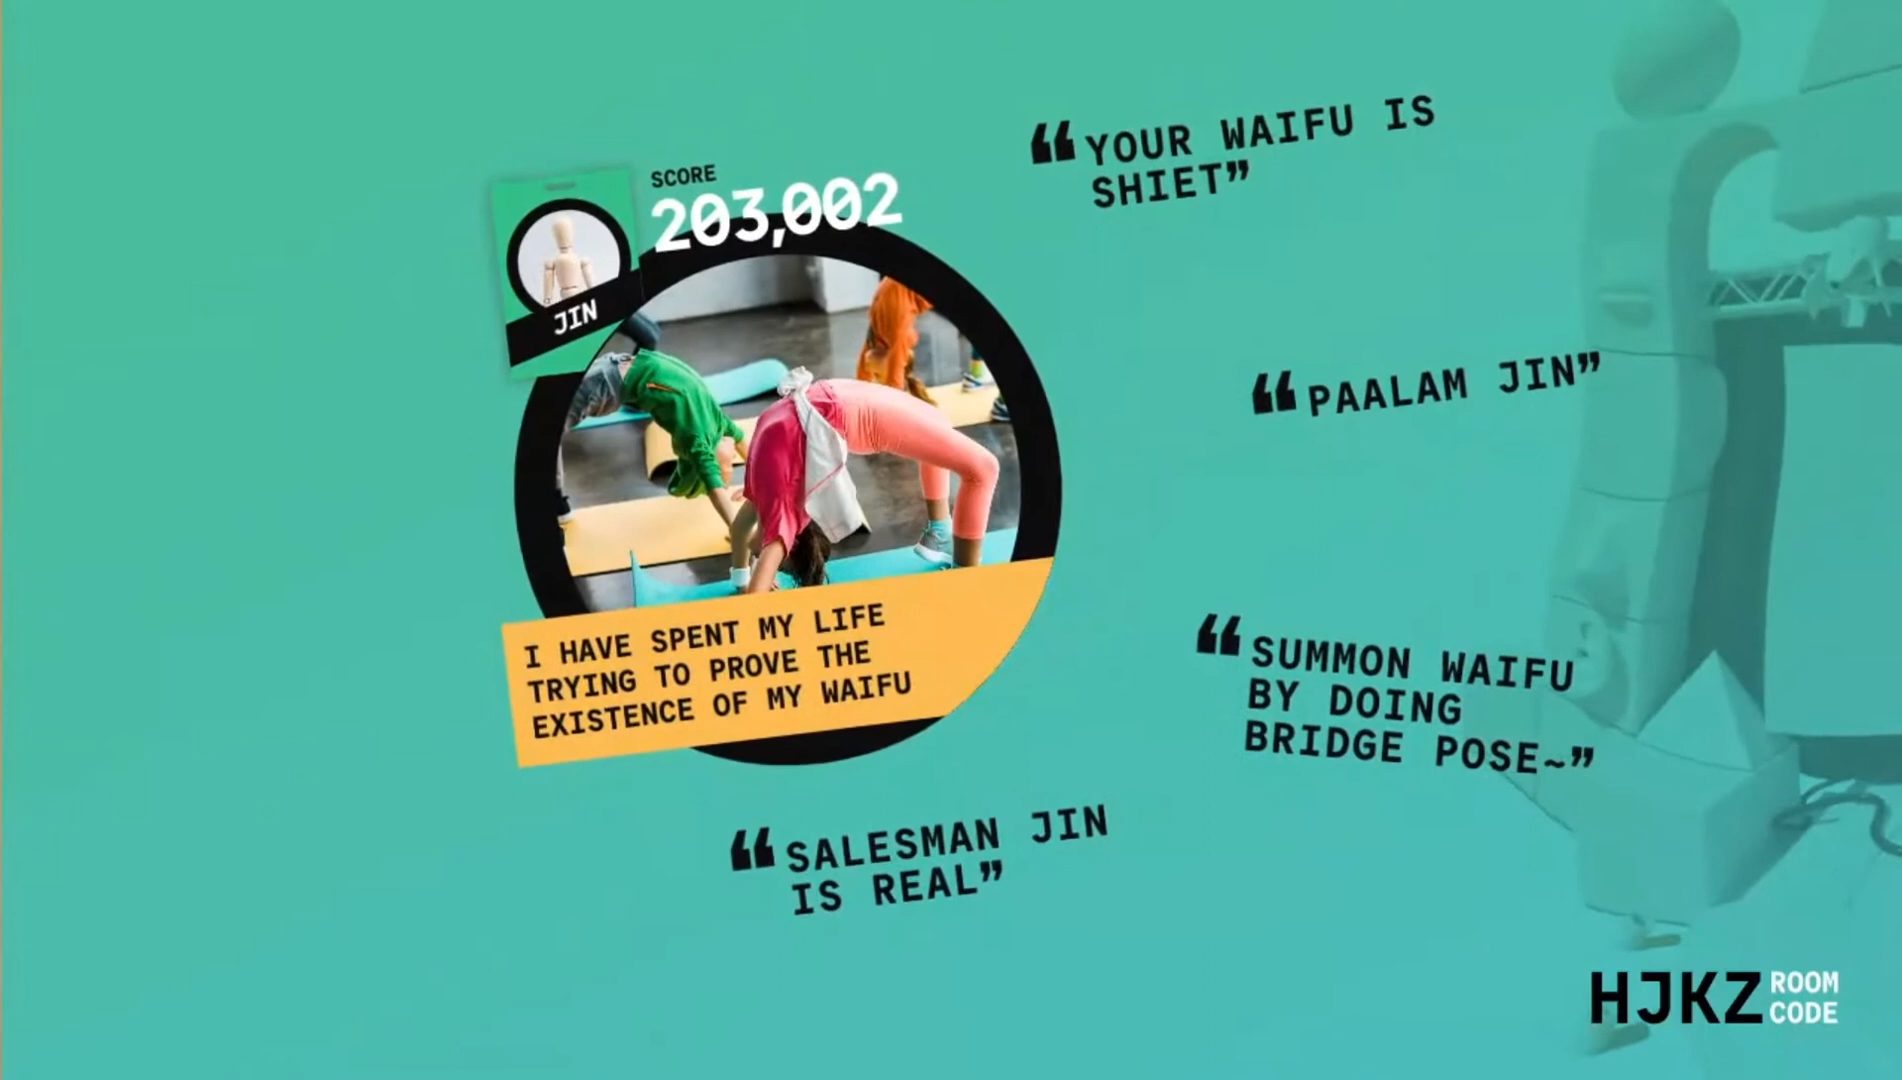 SCORE
203,002
JIN
I HAVE SPENT MY LIFE
TRYING TO PROVE THE
EXISTENCE OF MY WAIFU
“YOUR WAIFU IS
SHIET”
“PAALAM JIN”
“SUMMON WAIFU
BY DOING
BRIDGE POSE~”
“SALESMAN JIN
IS REAL”
HJKZ ROOM
CODE